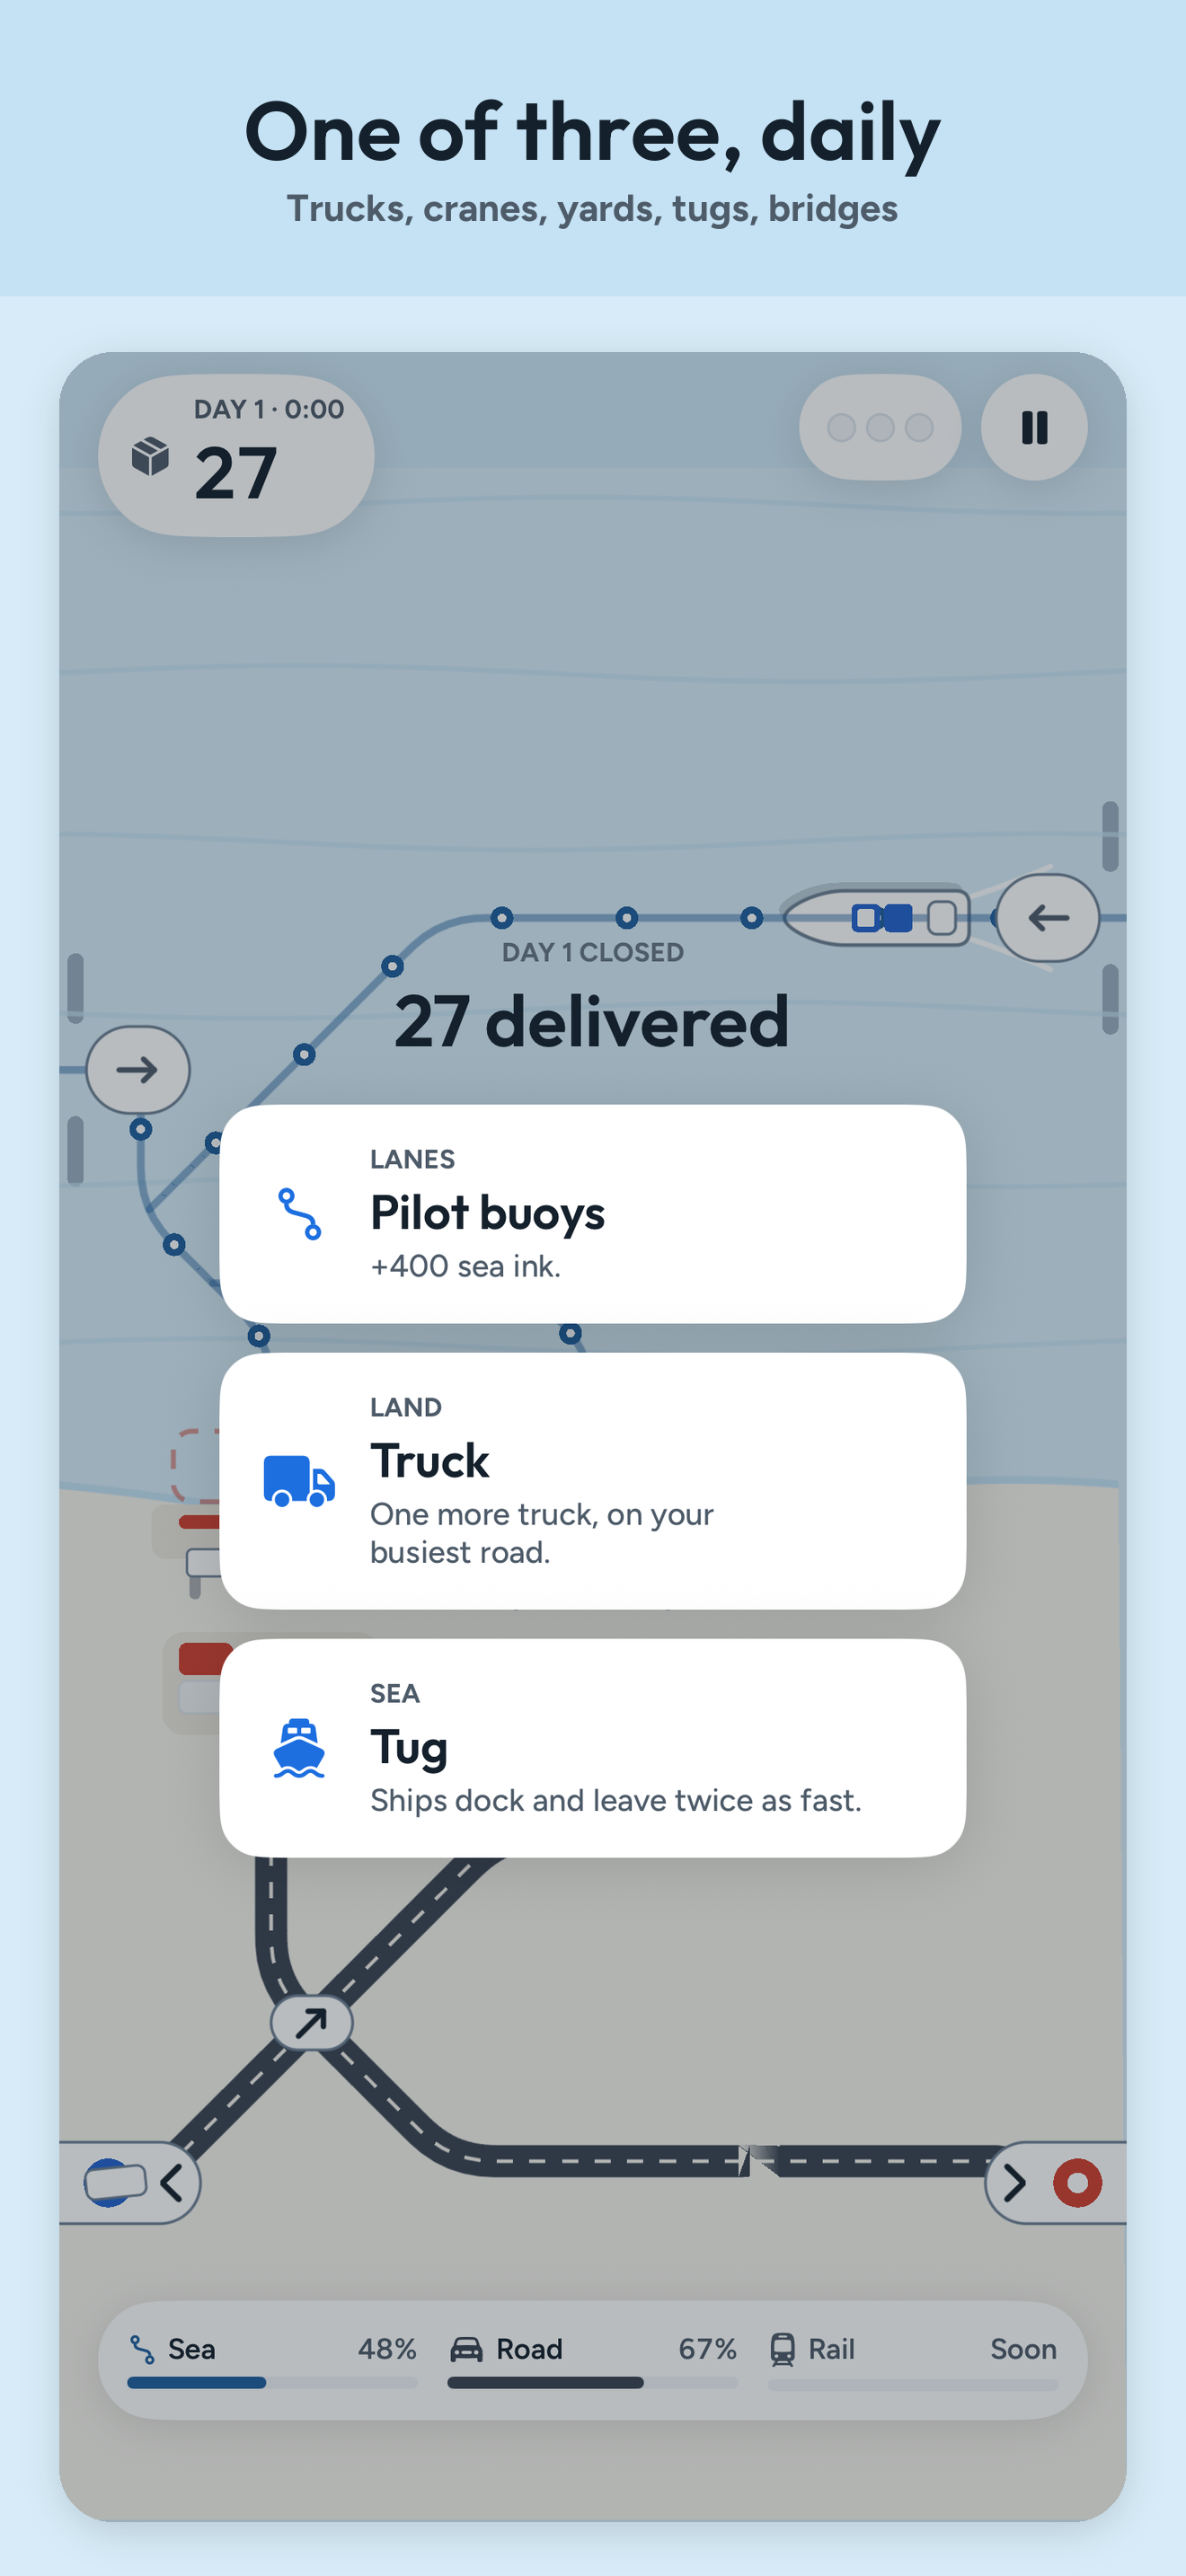 One of three, daily
Trucks, cranes, yards, tugs, bridges
DAY 1 · 0:00
27
DAY 1 CLOSED
27 delivered
LANES
Pilot buoys
+400 sea ink.
LAND
Truck
One more truck, on your
busiest road.
SEA
Tug
Ships dock and leave twice as fast.
Sea 48% Road 67% Rail Soon